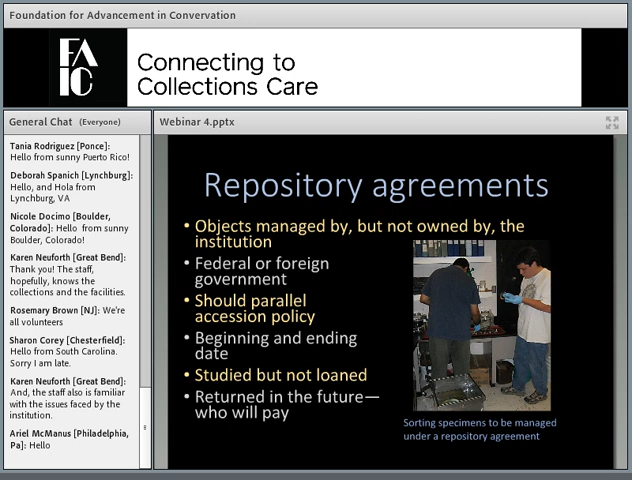 Foundation for Advancement in Convervation
FA
IC
Connecting to
Collections Care
General Chat (Everyone)
Tania Rodriguez [Ponce]:
Hello from sunny Puerto Rico!
Deborah Spanich [Lynchburg]:
Hello, and Hola from
Lynchburg, VA
Nicole Docimo [Boulder,
Colorado]: Hello from sunny
Boulder, Colorado!
Karen Neuforth [Great Bend]:
Thank you! The staff,
hopefully, knows the
collections and the facilities.
Rosemary Brown [NJ]: We're
all volunteers
Sharon Corey [Chesterfield]:
Hello from South Carolina.
Sorry I am late.
Karen Neuforth [Great Bend]:
And, the staff also is familiar
with the issues faced by the
institution.
Ariel McManus [Philadelphia,
Pa]: Hello
Webinar 4.pptx
Repository agreements
• Objects managed by, but not owned by, the
institution
• Federal or foreign
government
• Should parallel
accession policy
• Beginning and ending
date
• Studied but not loaned
• Returned in the future—
who will pay
Sorting specimens to be managed
under a repository agreement